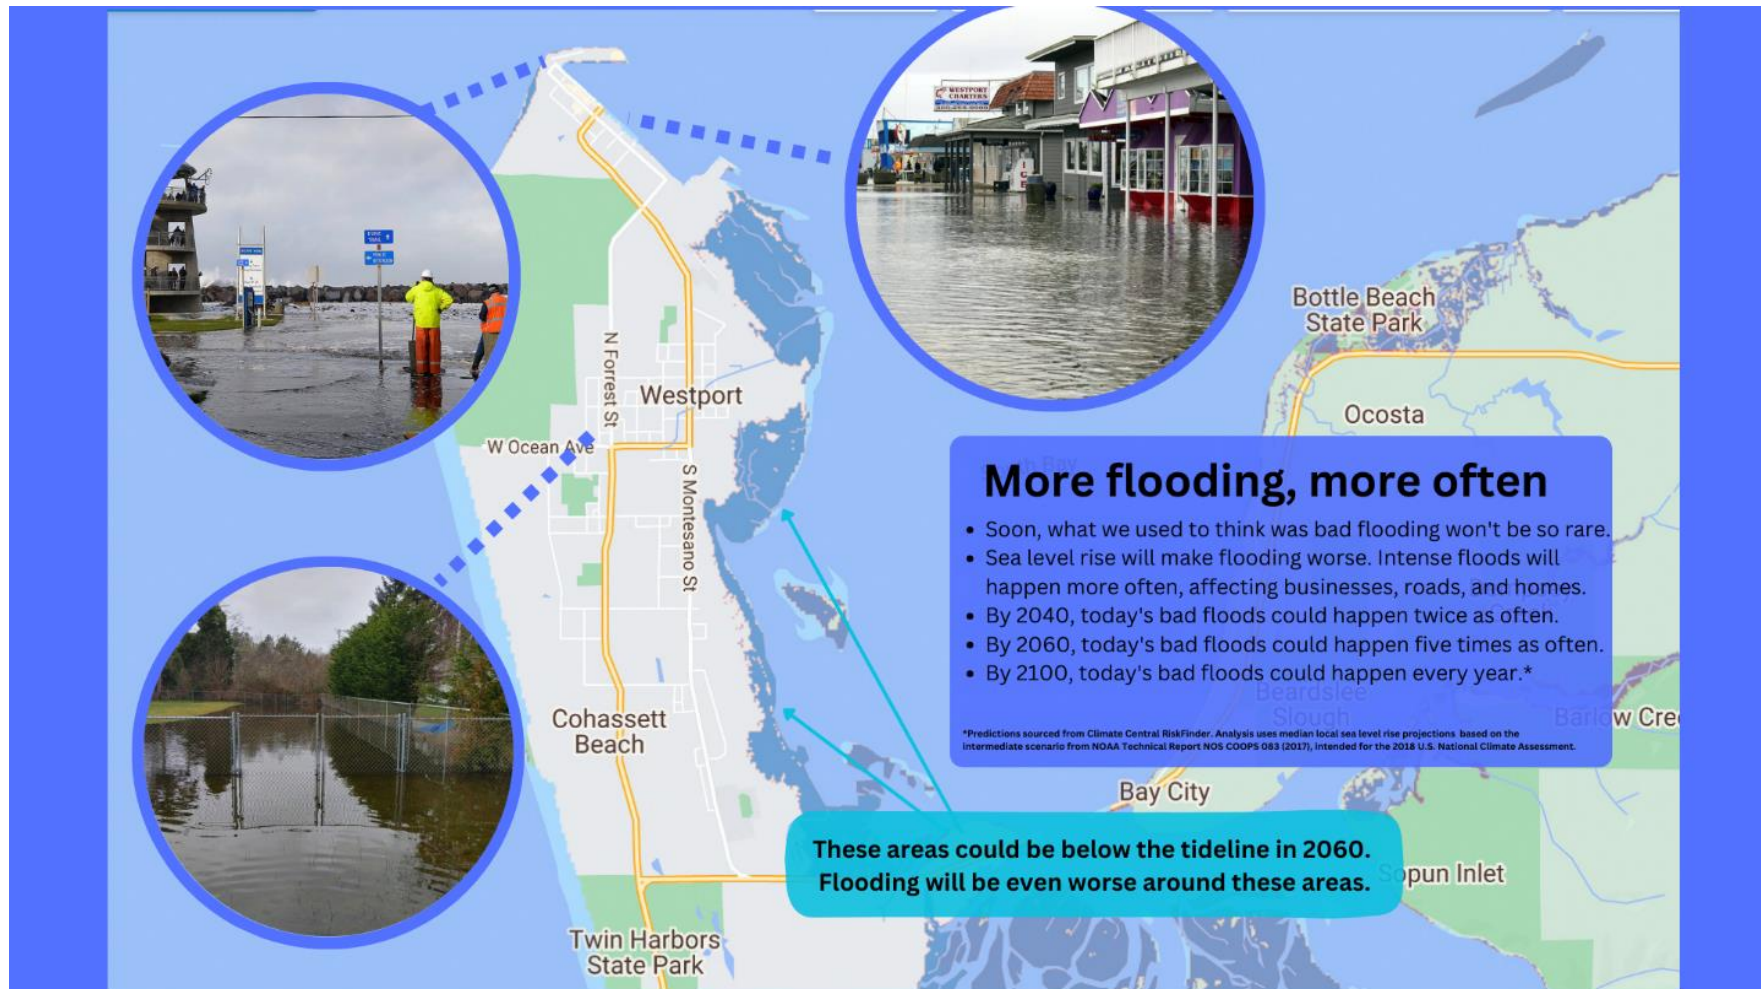 WESTPORT
CHARTERS
ICE
Bottle Beach
State Park
N Forrest St
Westport
Ocosta
W Ocean Ave
S Montesano St
More flooding, more often
• Soon, what we used to think was bad flooding won't be so rare.
• Sea level rise will make flooding worse. Intense floods will
happen more often, affecting businesses, roads, and homes.
• By 2040, today's bad floods could happen twice as often.
• By 2060, today's bad floods could happen five times as often.
• By 2100, today's bad floods could happen every year.*
Beardslee
Slough
*Predictions sourced from Climate Central RiskFinder. Analysis uses median local sea level rise projections based on the
intermediate scenario from NOAA Technical Report NOS COOPS 083 (2017), intended for the 2018 U.S. National Climate Assessment.
Barlow Cree
Cohassett
Beach
Bay City
These areas could be below the tideline in 2060.
Flooding will be even worse around these areas.
opun Inlet
Twin Harbors
State Park